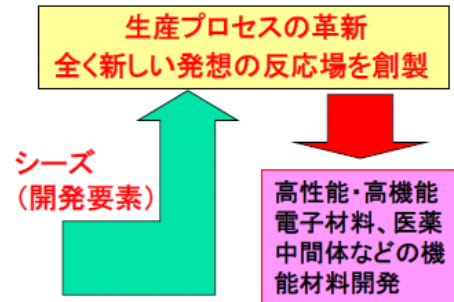 生産プロセスの革新
全く新しい発想の反応場を創製
シーズ
（開発要素）
高性能・高機能
電子材料、医薬
中間体などの機
能材料開発